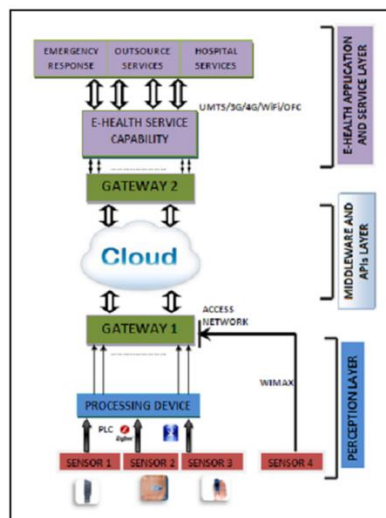 EMERGENCY RESPONSE
OUTSOURCE SERVICES
HOSPITAL SERVICES
UMTS/3G/4G/WiFi/OFC
E-HEALTH SERVICE
CAPABILITY
GATEWAY 2
Cloud
GATEWAY 1
ACCESS
NETWORK
WIMAX
PROCESSING DEVICE
PLC
ZigBee
SENSOR 1
SENSOR 2
SENSOR 3
SENSOR 4
E-HEALTH APPLICATION
AND SERVICE LAYER
MIDDLEWARE AND
APIs LAYER
PERCEPTION LAYER